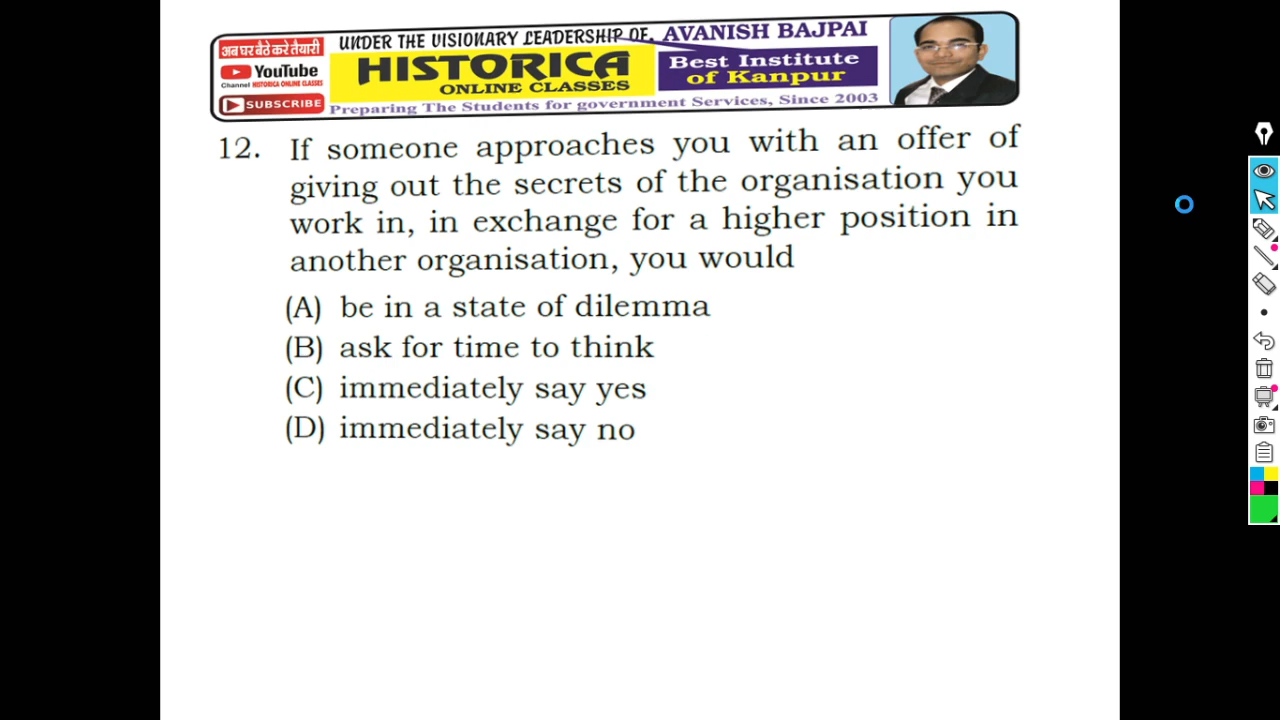 अब घर बैठे करे तैयारी
YouTube
Channel HISTORICA ONLINE CLASSES
SUBSCRIBE
UNDER THE VISIONARY LEADERSHIP OF. AVANISH BAJPAI
HISTORICA
ONLINE CLASSES
Best Institute
of Kanpur
Preparing The Students for government Services, Since 2003
12. If someone approaches you with an offer of
giving out the secrets of the organisation you
work in, in exchange for a higher position in
another organisation, you would
(A) be in a state of dilemma
(B) ask for time to think
(C) immediately say yes
(D) immediately say no